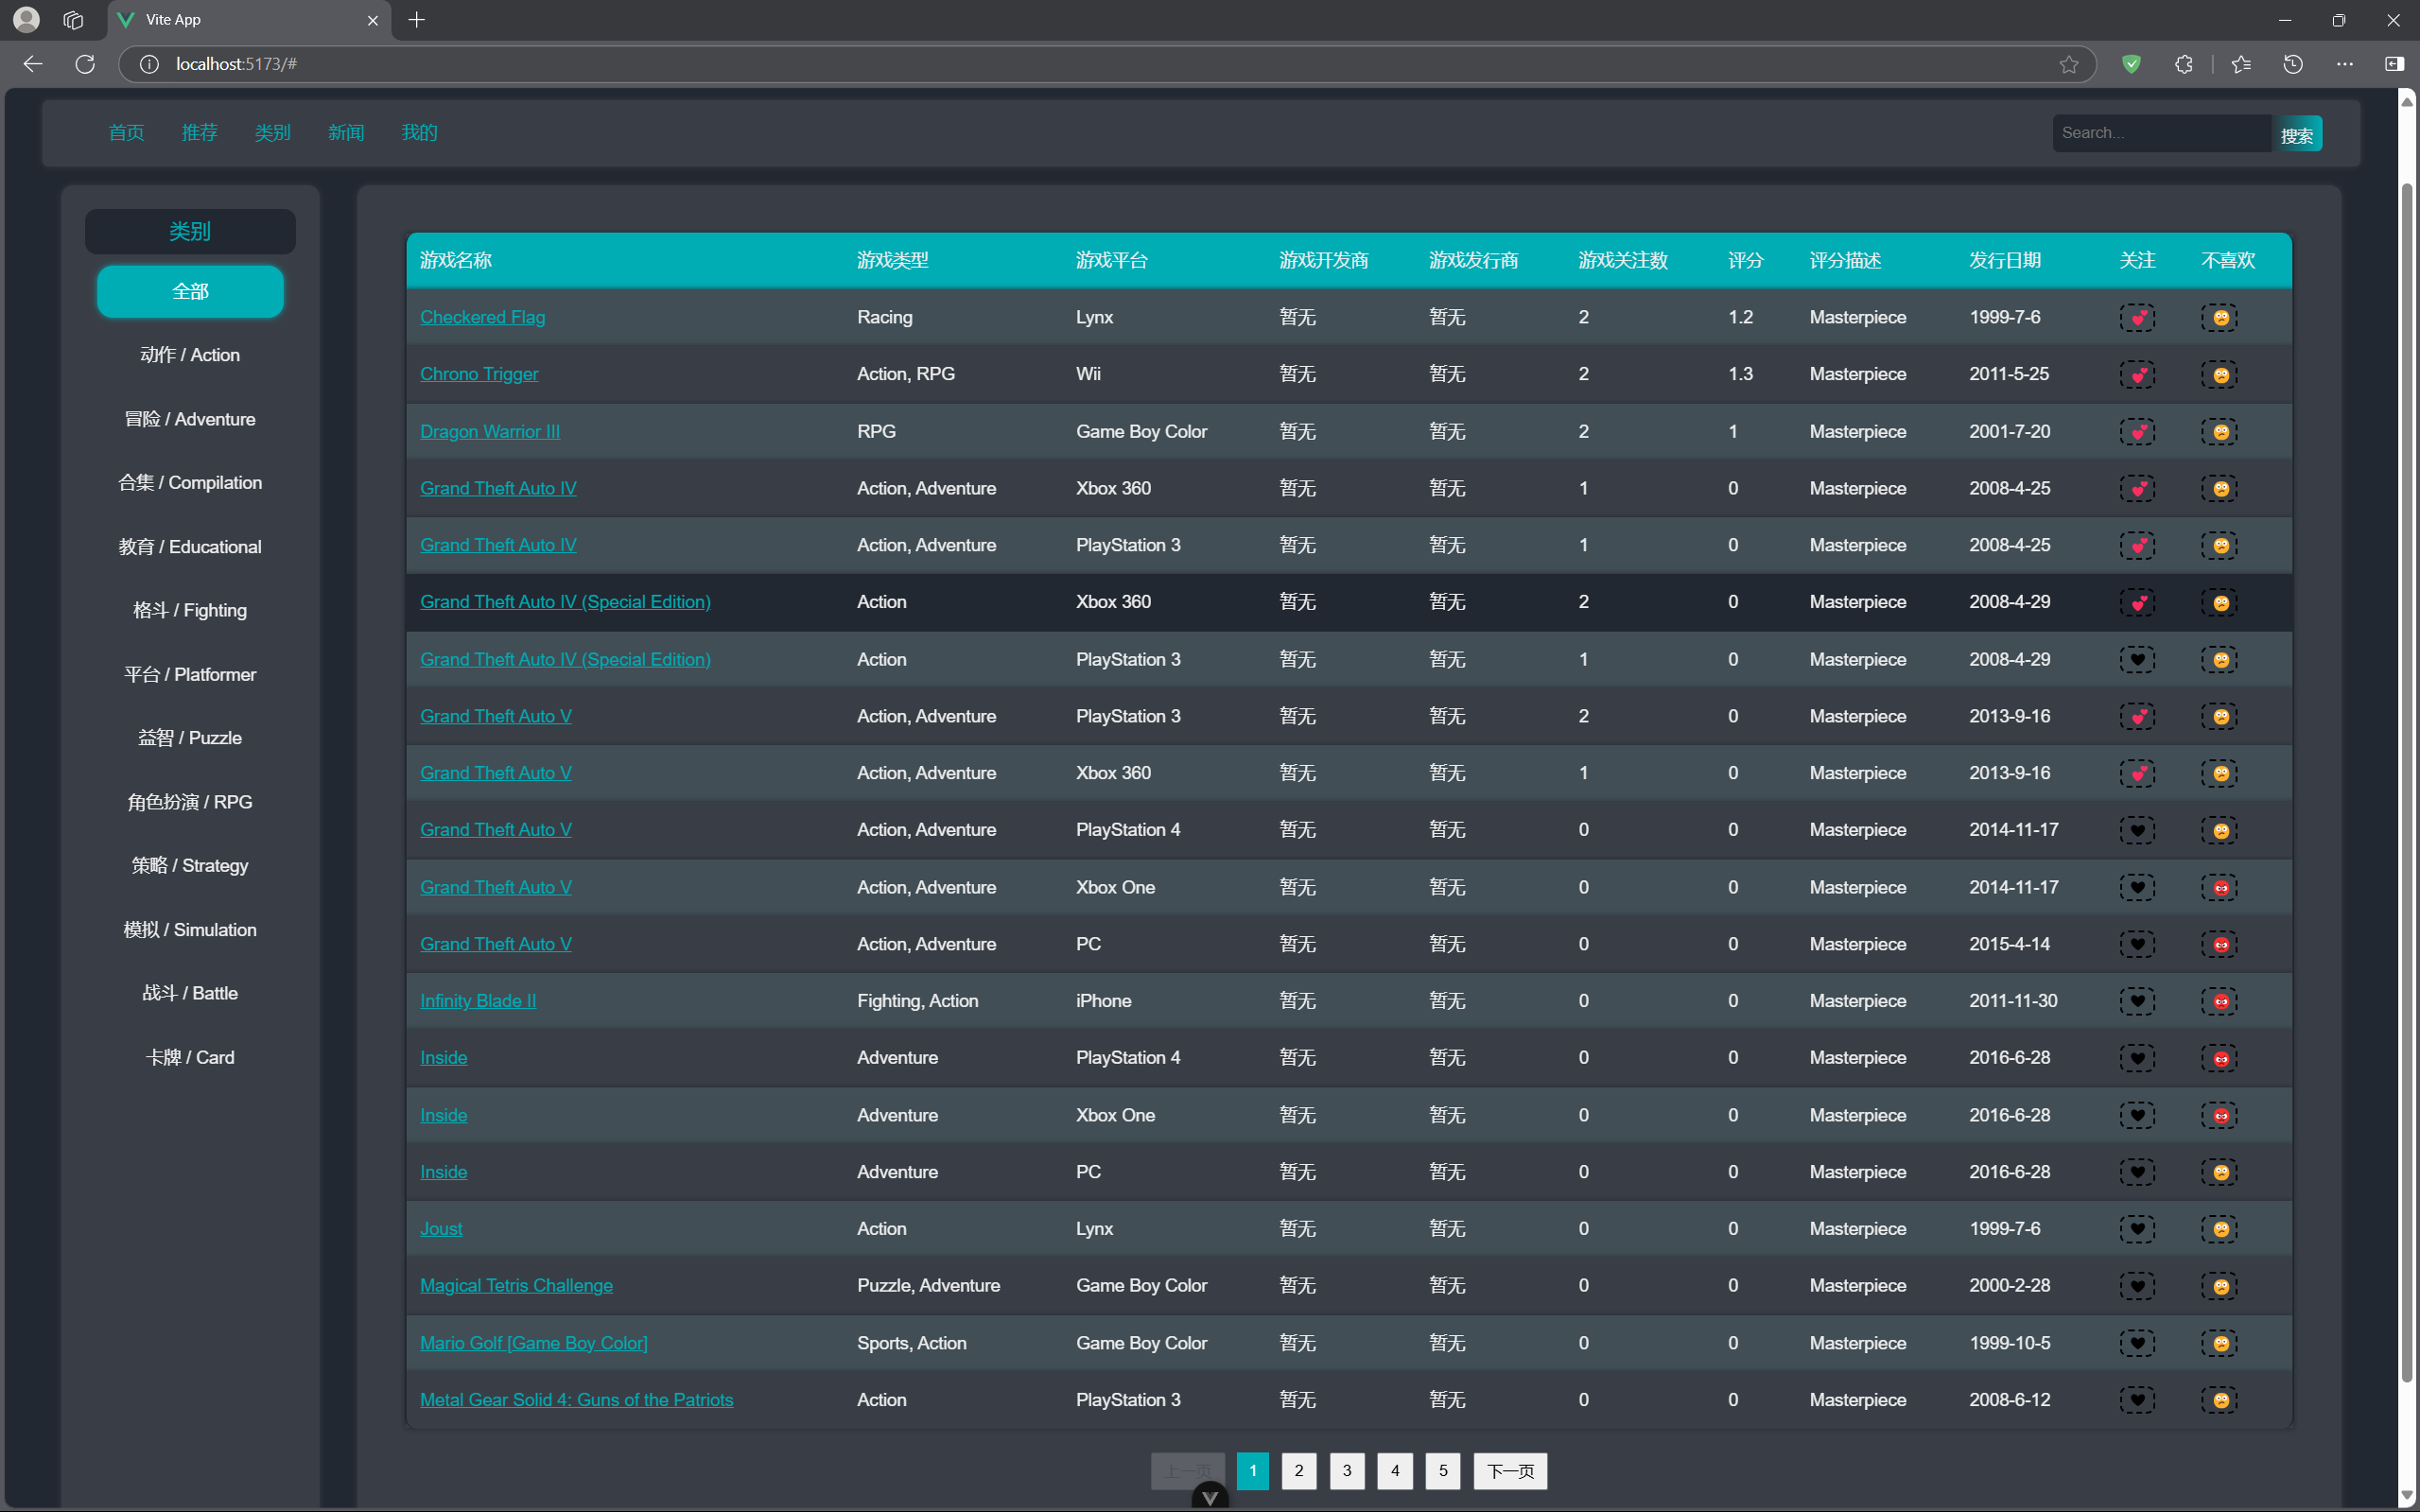 Vite App
localhost:5173/#
首页 推荐 类别 新闻 我的 Search... 搜索
类别
全部
动作 / Action
冒险 / Adventure
合集 / Compilation
教育 / Educational
格斗 / Fighting
平台 / Platformer
益智 / Puzzle
角色扮演 / RPG
策略 / Strategy
模拟 / Simulation
战斗 / Battle
卡牌 / Card
游戏名称 游戏类型 游戏平台 游戏开发商 游戏发行商 游戏关注数 评分 评分描述 发行日期 关注 不喜欢
Checkered Flag Racing Lynx 暂无 暂无 2 1.2 Masterpiece 1999-7-6
Chrono Trigger Action, RPG Wii 暂无 暂无 2 1.3 Masterpiece 2011-5-25
Dragon Warrior III RPG Game Boy Color 暂无 暂无 2 1 Masterpiece 2001-7-20
Grand Theft Auto IV Action, Adventure Xbox 360 暂无 暂无 1 0 Masterpiece 2008-4-25
Grand Theft Auto IV Action, Adventure PlayStation 3 暂无 暂无 1 0 Masterpiece 2008-4-25
Grand Theft Auto IV (Special Edition) Action Xbox 360 暂无 暂无 2 0 Masterpiece 2008-4-29
Grand Theft Auto IV (Special Edition) Action PlayStation 3 暂无 暂无 1 0 Masterpiece 2008-4-29
Grand Theft Auto V Action, Adventure PlayStation 3 暂无 暂无 2 0 Masterpiece 2013-9-16
Grand Theft Auto V Action, Adventure Xbox 360 暂无 暂无 1 0 Masterpiece 2013-9-16
Grand Theft Auto V Action, Adventure PlayStation 4 暂无 暂无 0 0 Masterpiece 2014-11-17
Grand Theft Auto V Action, Adventure Xbox One 暂无 暂无 0 0 Masterpiece 2014-11-17
Grand Theft Auto V Action, Adventure PC 暂无 暂无 0 0 Masterpiece 2015-4-14
Infinity Blade II Fighting, Action iPhone 暂无 暂无 0 0 Masterpiece 2011-11-30
Inside Adventure PlayStation 4 暂无 暂无 0 0 Masterpiece 2016-6-28
Inside Adventure Xbox One 暂无 暂无 0 0 Masterpiece 2016-6-28
Inside Adventure PC 暂无 暂无 0 0 Masterpiece 2016-6-28
Joust Action Lynx 暂无 暂无 0 0 Masterpiece 1999-7-6
Magical Tetris Challenge Puzzle, Adventure Game Boy Color 暂无 暂无 0 0 Masterpiece 2000-2-28
Mario Golf [Game Boy Color] Sports, Action Game Boy Color 暂无 暂无 0 0 Masterpiece 1999-10-5
Metal Gear Solid 4: Guns of the Patriots Action PlayStation 3 暂无 暂无 0 0 Masterpiece 2008-6-12
上一页 1 2 3 4 5 下一页